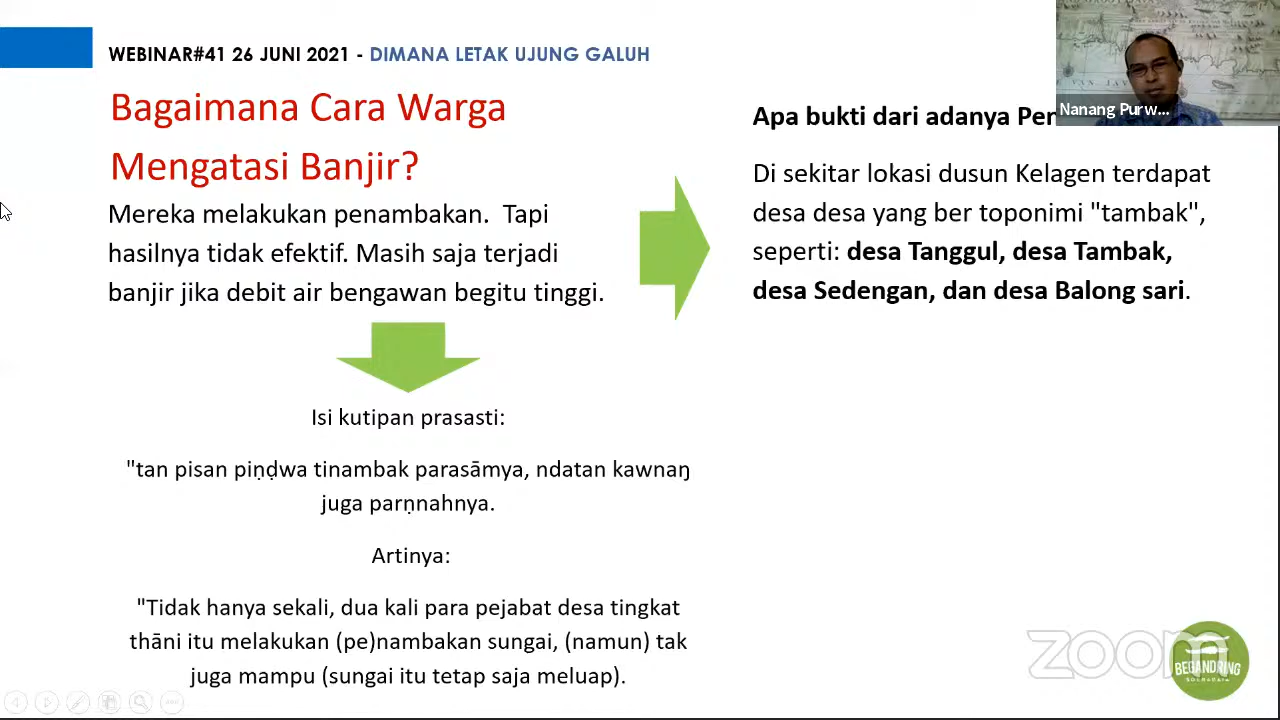 WEBINAR#41 26 JUNI 2021 - DIMANA LETAK UJUNG GALUH
Bagaimana Cara Warga
Mengatasi Banjir?
Mereka melakukan penambakan.  Tapi
hasilnya tidak efektif. Masih saja terjadi
banjir jika debit air bengawan begitu tinggi.
Isi kutipan prasasti:
"tan pisan piṇḍwa tinambak parasāmya, ndatan kawnaŋ
juga parṇnahnya.
Artinya:
"Tidak hanya sekali, dua kali para pejabat desa tingkat
thāni itu melakukan (pe)nambakan sungai, (namun) tak
juga mampu (sungai itu tetap saja meluap).
Apa bukti dari adanya Pen
Di sekitar lokasi dusun Kelagen terdapat
desa desa yang ber toponimi "tambak",
seperti: desa Tanggul, desa Tambak,
desa Sedengan, dan desa Balong sari.
Nanang Purw...
zoom
BEGANDRING
SOERABAIA